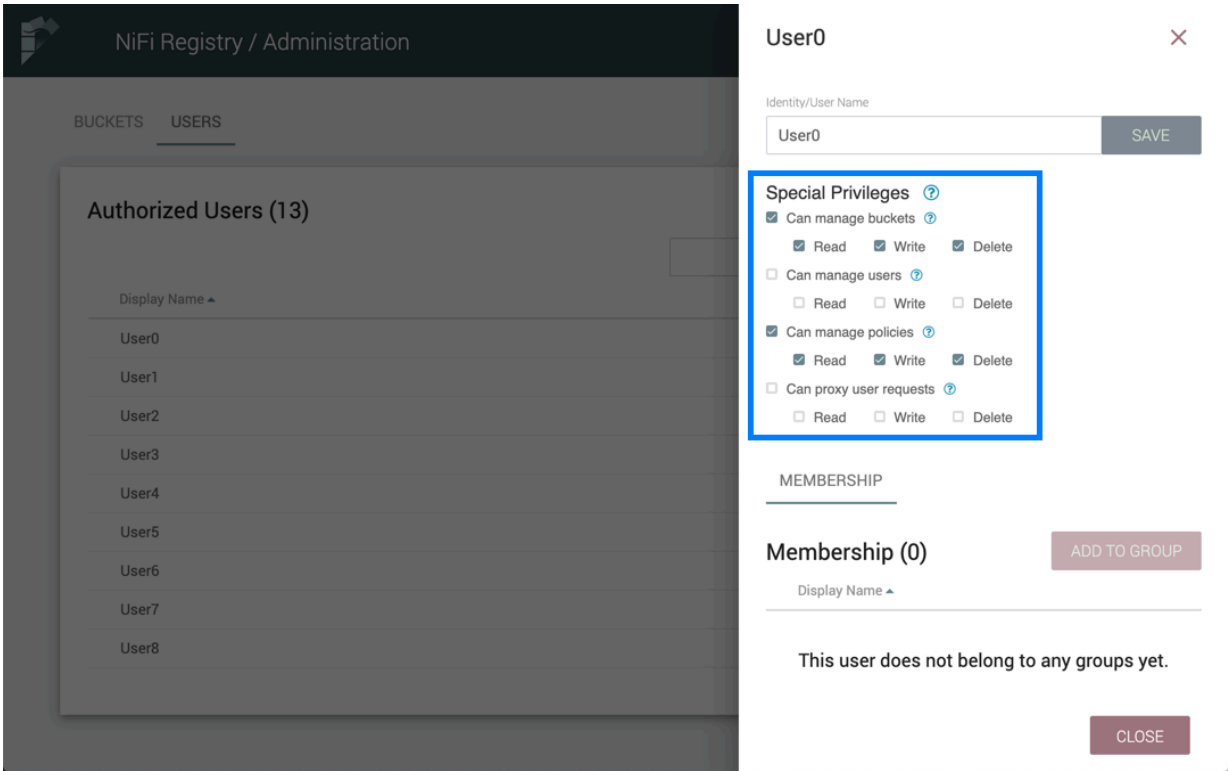 NiFi Registry / Administration
BUCKETS USERS
Authorized Users (13)
Display Name
User0
User1
User2
User3
User4
User5
User6
User7
User8
User0
Identity/User Name
User0 SAVE
Special Privileges ?
Can manage buckets ?
Read Write Delete
Can manage users ?
Read Write Delete
Can manage policies ?
Read Write Delete
Can proxy user requests ?
Read Write Delete
MEMBERSHIP
Membership (0) ADD TO GROUP
Display Name
This user does not belong to any groups yet.
CLOSE